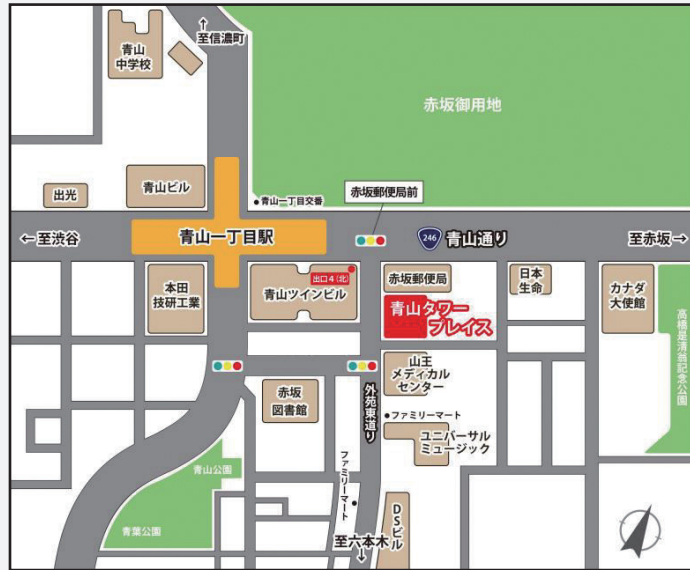 ↑
至信濃町
青山
中学校
赤坂御用地
出光
青山ビル
青山一丁目交番
赤坂郵便局前
←至渋谷
青山一丁目駅
246
青山通り
至赤坂→
本田
技研工業
出口4(北)
青山ツインビル
赤坂郵便局
日本
生命
カナダ
大使館
青山タワー
プレイス
高橋是清翁記念公園
山王
メディカル
センター
赤坂
図書館
外苑東通り
ファミリーマート
ユニバーサル
ミュージック
青山公園
ファミリーマート
青葉公園
DSビル
至六本木
↓